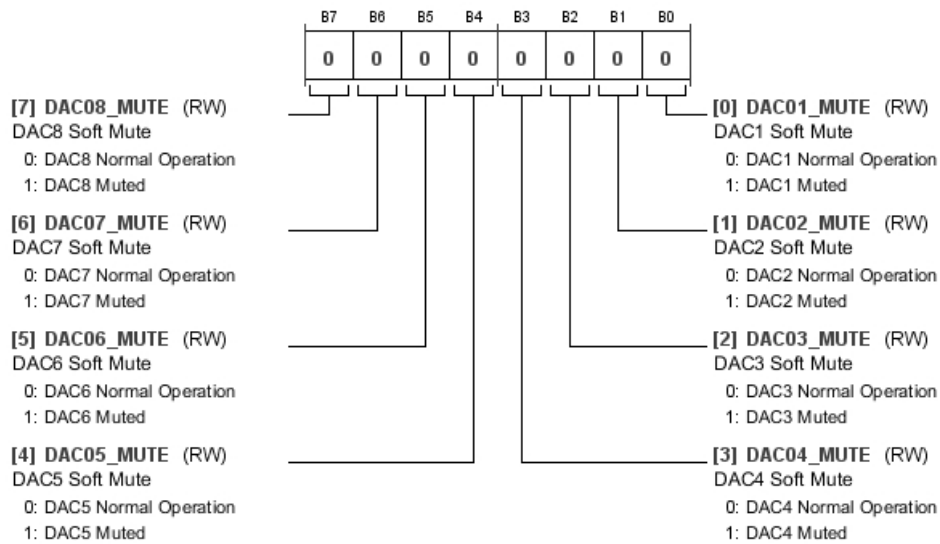 B7 B6 B5 B4 B3 B2 B1 B0
0 0 0 0 0 0 0 0
[7] DAC08_MUTE (RW)
DAC8 Soft Mute
0: DAC8 Normal Operation
1: DAC8 Muted
[6] DAC07_MUTE (RW)
DAC7 Soft Mute
0: DAC7 Normal Operation
1: DAC7 Muted
[5] DAC06_MUTE (RW)
DAC6 Soft Mute
0: DAC6 Normal Operation
1: DAC6 Muted
[4] DAC05_MUTE (RW)
DAC5 Soft Mute
0: DAC5 Normal Operation
1: DAC5 Muted
[0] DAC01_MUTE (RW)
DAC1 Soft Mute
0: DAC1 Normal Operation
1: DAC1 Muted
[1] DAC02_MUTE (RW)
DAC2 Soft Mute
0: DAC2 Normal Operation
1: DAC2 Muted
[2] DAC03_MUTE (RW)
DAC3 Soft Mute
0: DAC3 Normal Operation
1: DAC3 Muted
[3] DAC04_MUTE (RW)
DAC4 Soft Mute
0: DAC4 Normal Operation
1: DAC4 Muted